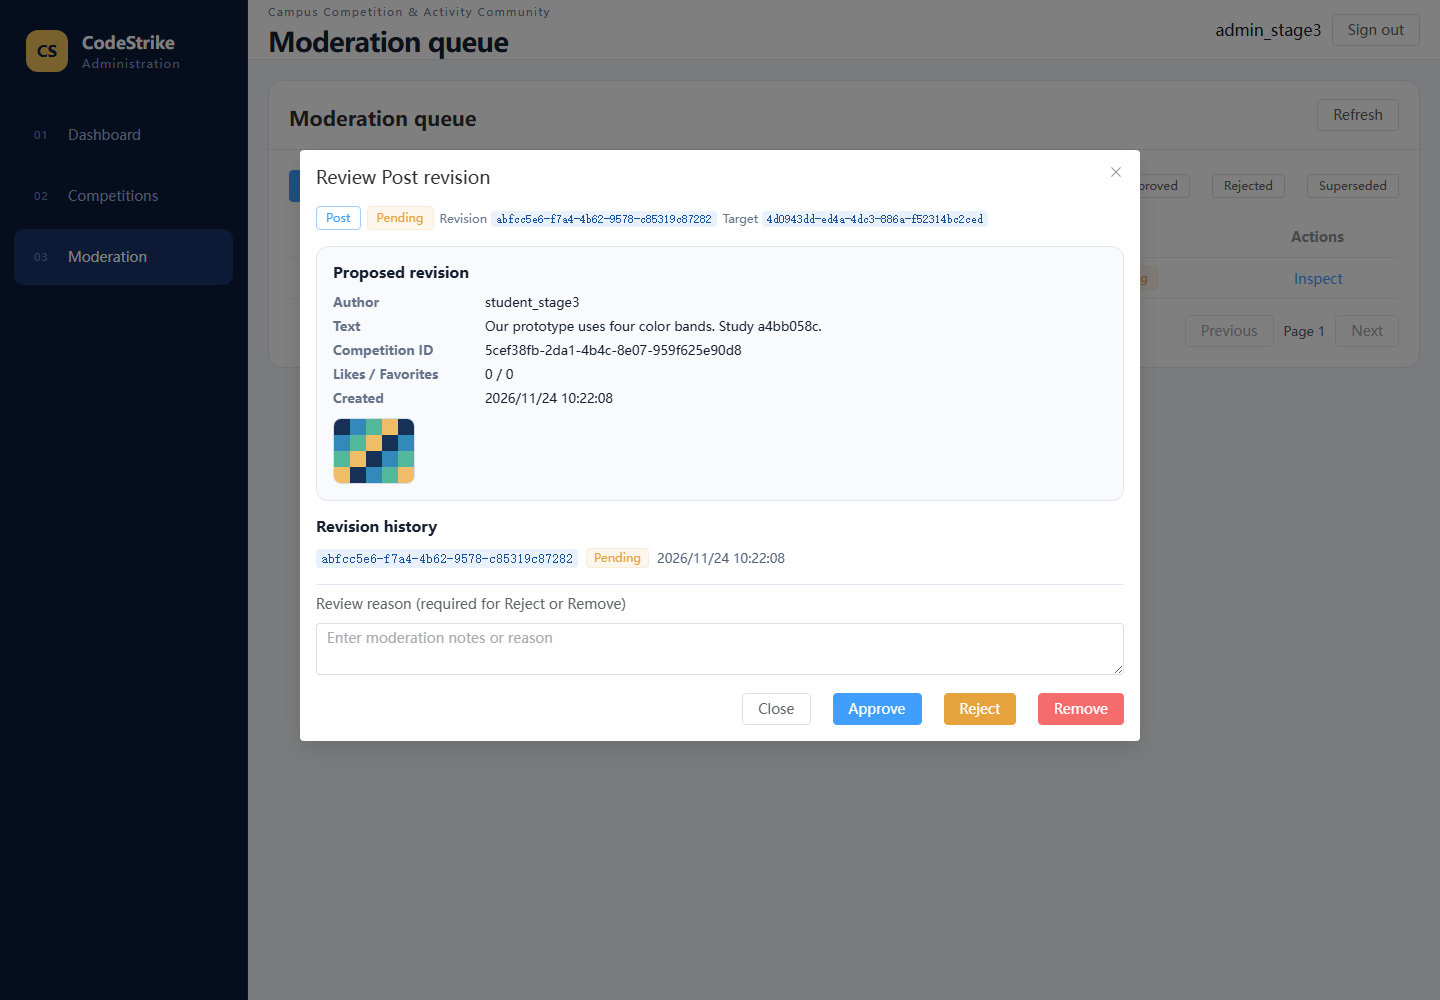 CS
CodeStrike
Administration
01 Dashboard
02 Competitions
03 Moderation
Campus Competition & Activity Community
Moderation queue
admin_stage3
Sign out
Moderation queue
Refresh
Rejected
Superseded
Actions
Inspect
Previous
Page 1
Next
Review Post revision
Post Pending Revision abfcc5e6-f7a4-4b62-9578-c85319c87282 Target 4d0943dd-ed4a-4dc3-886a-f52314bc2ced
Proposed revision
Author student_stage3
Text Our prototype uses four color bands. Study a4bb058c.
Competition ID 5cef38fb-2da1-4b4c-8e07-959f625e90d8
Likes / Favorites 0 / 0
Created 2026/11/24 10:22:08
Revision history
abfcc5e6-f7a4-4b62-9578-c85319c87282 Pending 2026/11/24 10:22:08
Review reason (required for Reject or Remove)
Enter moderation notes or reason
Close
Approve
Reject
Remove